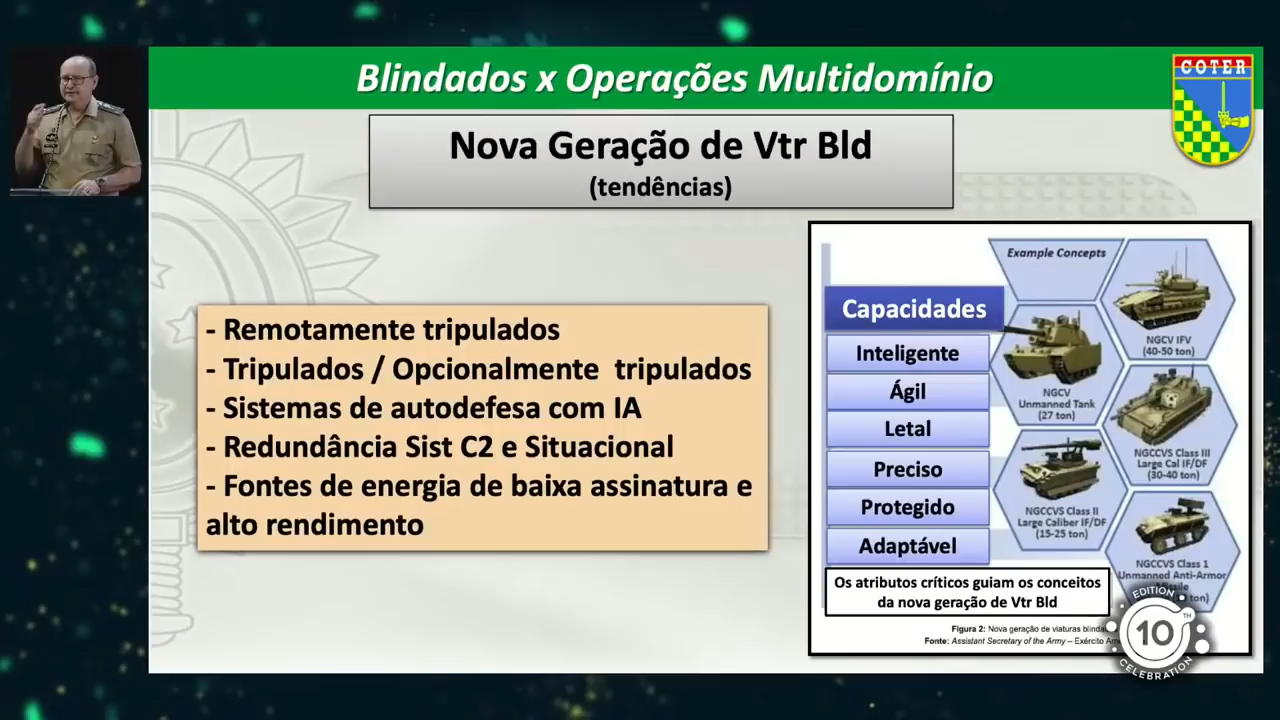 Blindados x Operações Multidomínio
COTER
Nova Geração de Vtr Bld
(tendências)
- Remotamente tripulados
- Tripulados / Opcionalmente tripulados
- Sistemas de autodefesa com IA
- Redundância Sist C2 e Situacional
- Fontes de energia de baixa assinatura e
alto rendimento
Capacidades
Inteligente
Ágil
Letal
Preciso
Protegido
Adaptável
Example Concepts
NGCV IFV
(40-50 ton)
NGCV
Unmanned Tank
(27 ton)
NGCCVS Class III
Large Cal IF/DF
(30-40 ton)
NGCCVS Class II
Large Caliber IF/DF
(15-25 ton)
NGCCVS Class 1
Unmanned Anti-Armor
ton)
Os atributos críticos guiam os conceitos
da nova geração de Vtr Bld
Figura 2: Nova geração de viaturas
Fonte: Assistant Secretary of the Army – Exército
EDITION
10TH
CELEBRATION